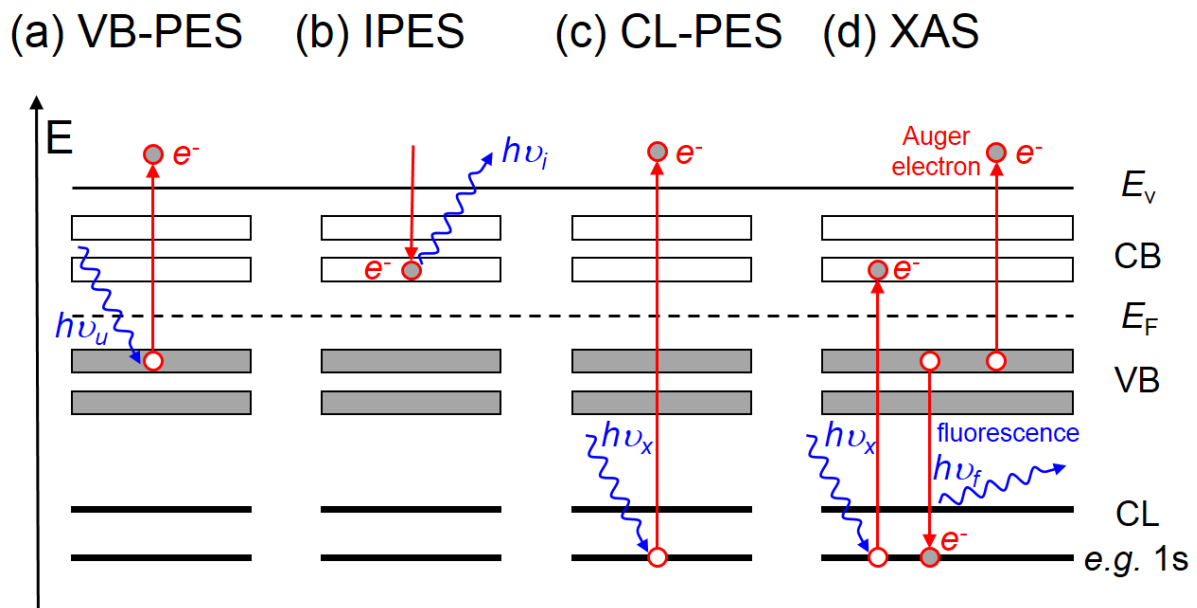 (a) VB-PES
(b) IPES
(c) CL-PES
(d) XAS
E
e-
hυu
e-
hυi
e-
hυx
Auger
electron
e-
e-
hυx
fluorescence
hυf
e-
Ev
CB
EF
VB
CL
e.g. 1s